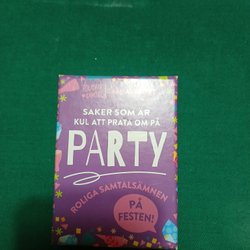 SAKER SOM ÄR
KUL ATT PRATA OM PÅ
PARTY
ROLIGA SAMTALSÄMNEN
PÅ
FESTEN!